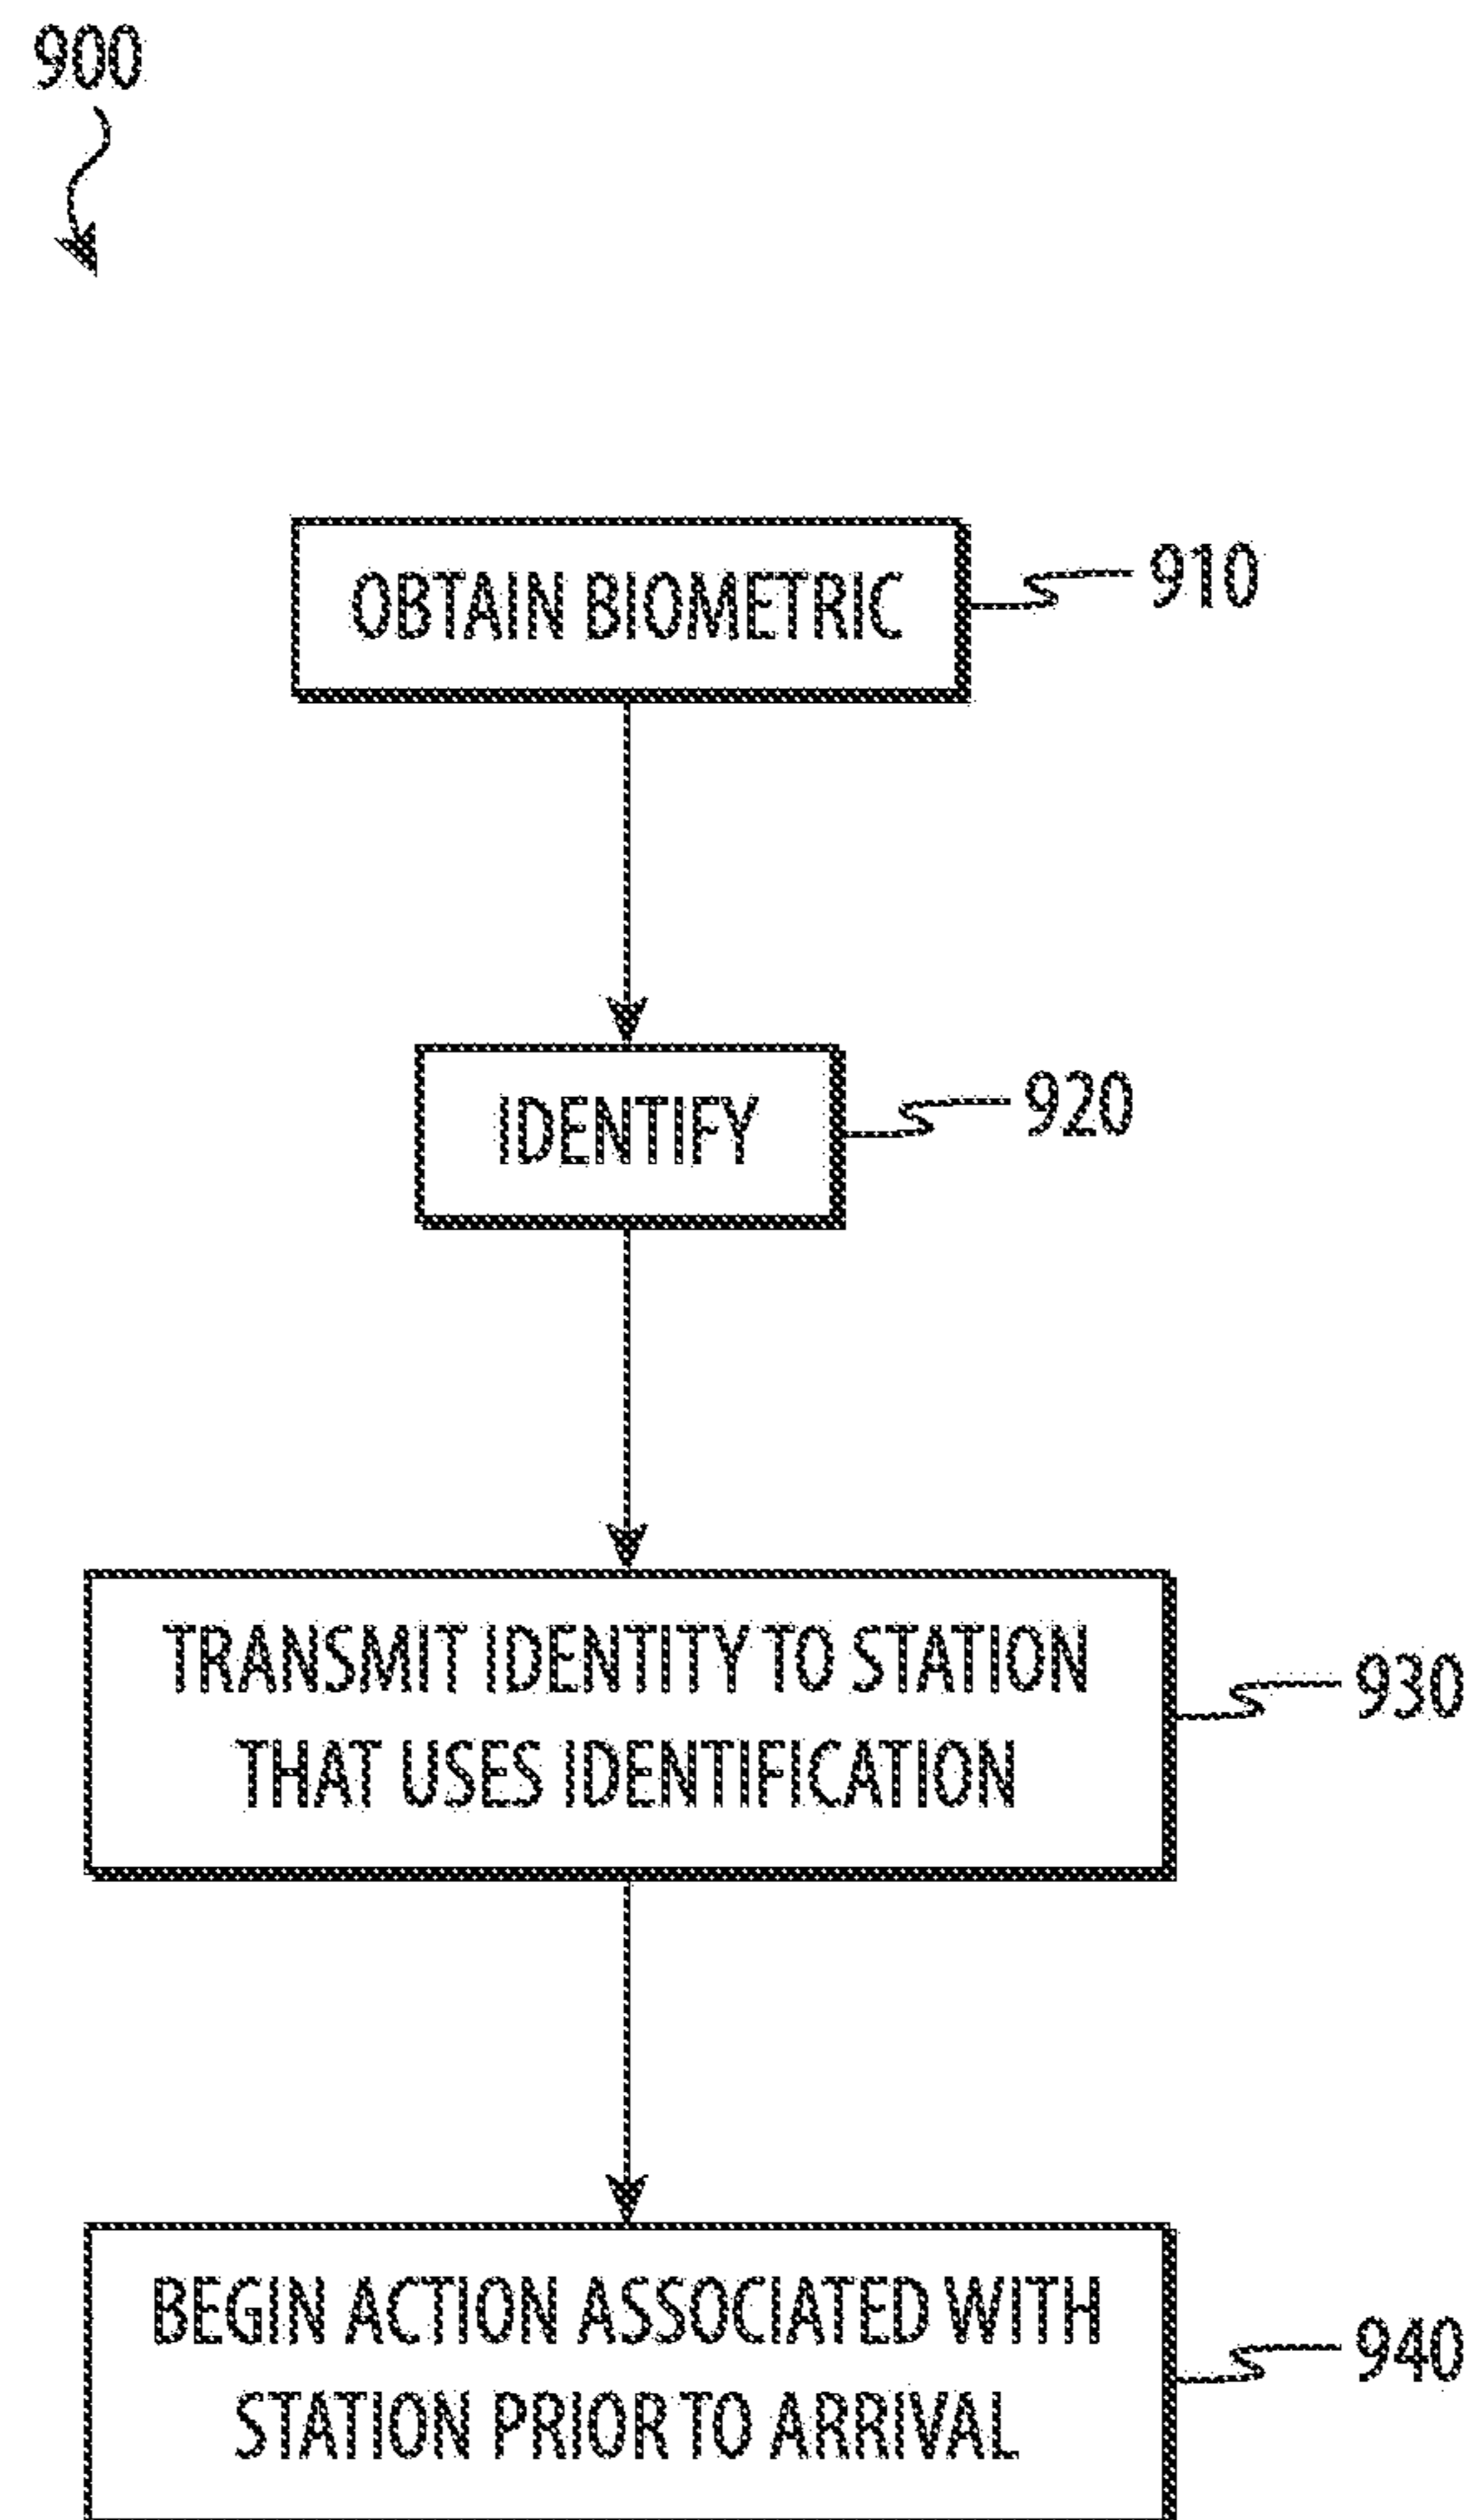 900
OBTAIN BIOMETRIC
910
IDENTIFY
920
TRANSMIT IDENTITY TO STATION
THAT USES IDENTIFICATION
930
BEGIN ACTION ASSOCIATED WITH
STATION PRIOR TO ARRIVAL
940